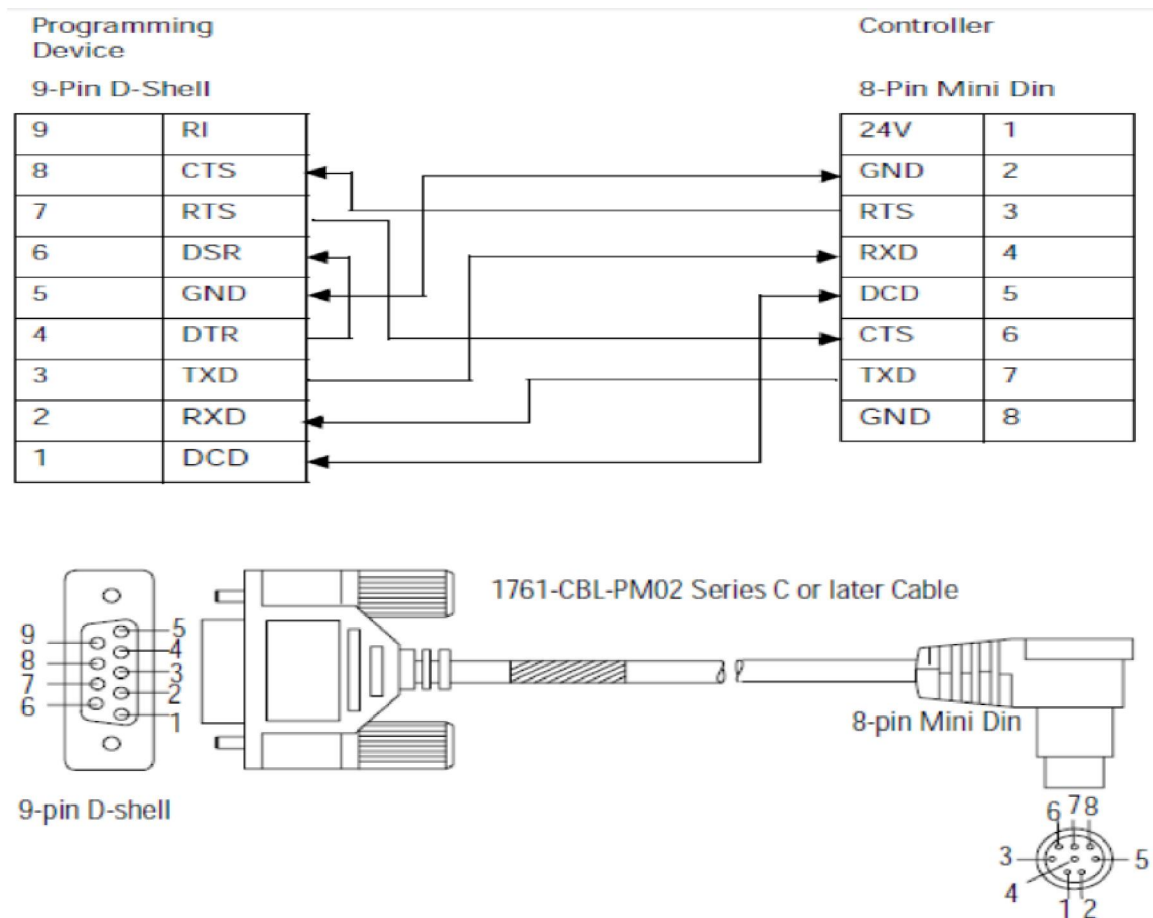 Programming
Device
Controller
9-Pin D-Shell
8-Pin Mini Din
9 RI
8 CTS
7 RTS
6 DSR
5 GND
4 DTR
3 TXD
2 RXD
1 DCD
24V 1
GND 2
RTS 3
RXD 4
DCD 5
CTS 6
TXD 7
GND 8
1761-CBL-PM02 Series C or later Cable
9
8
7
6
5
4
3
2
1
8-pin Mini Din
9-pin D-shell
6 7 8
3 5
4
1 2